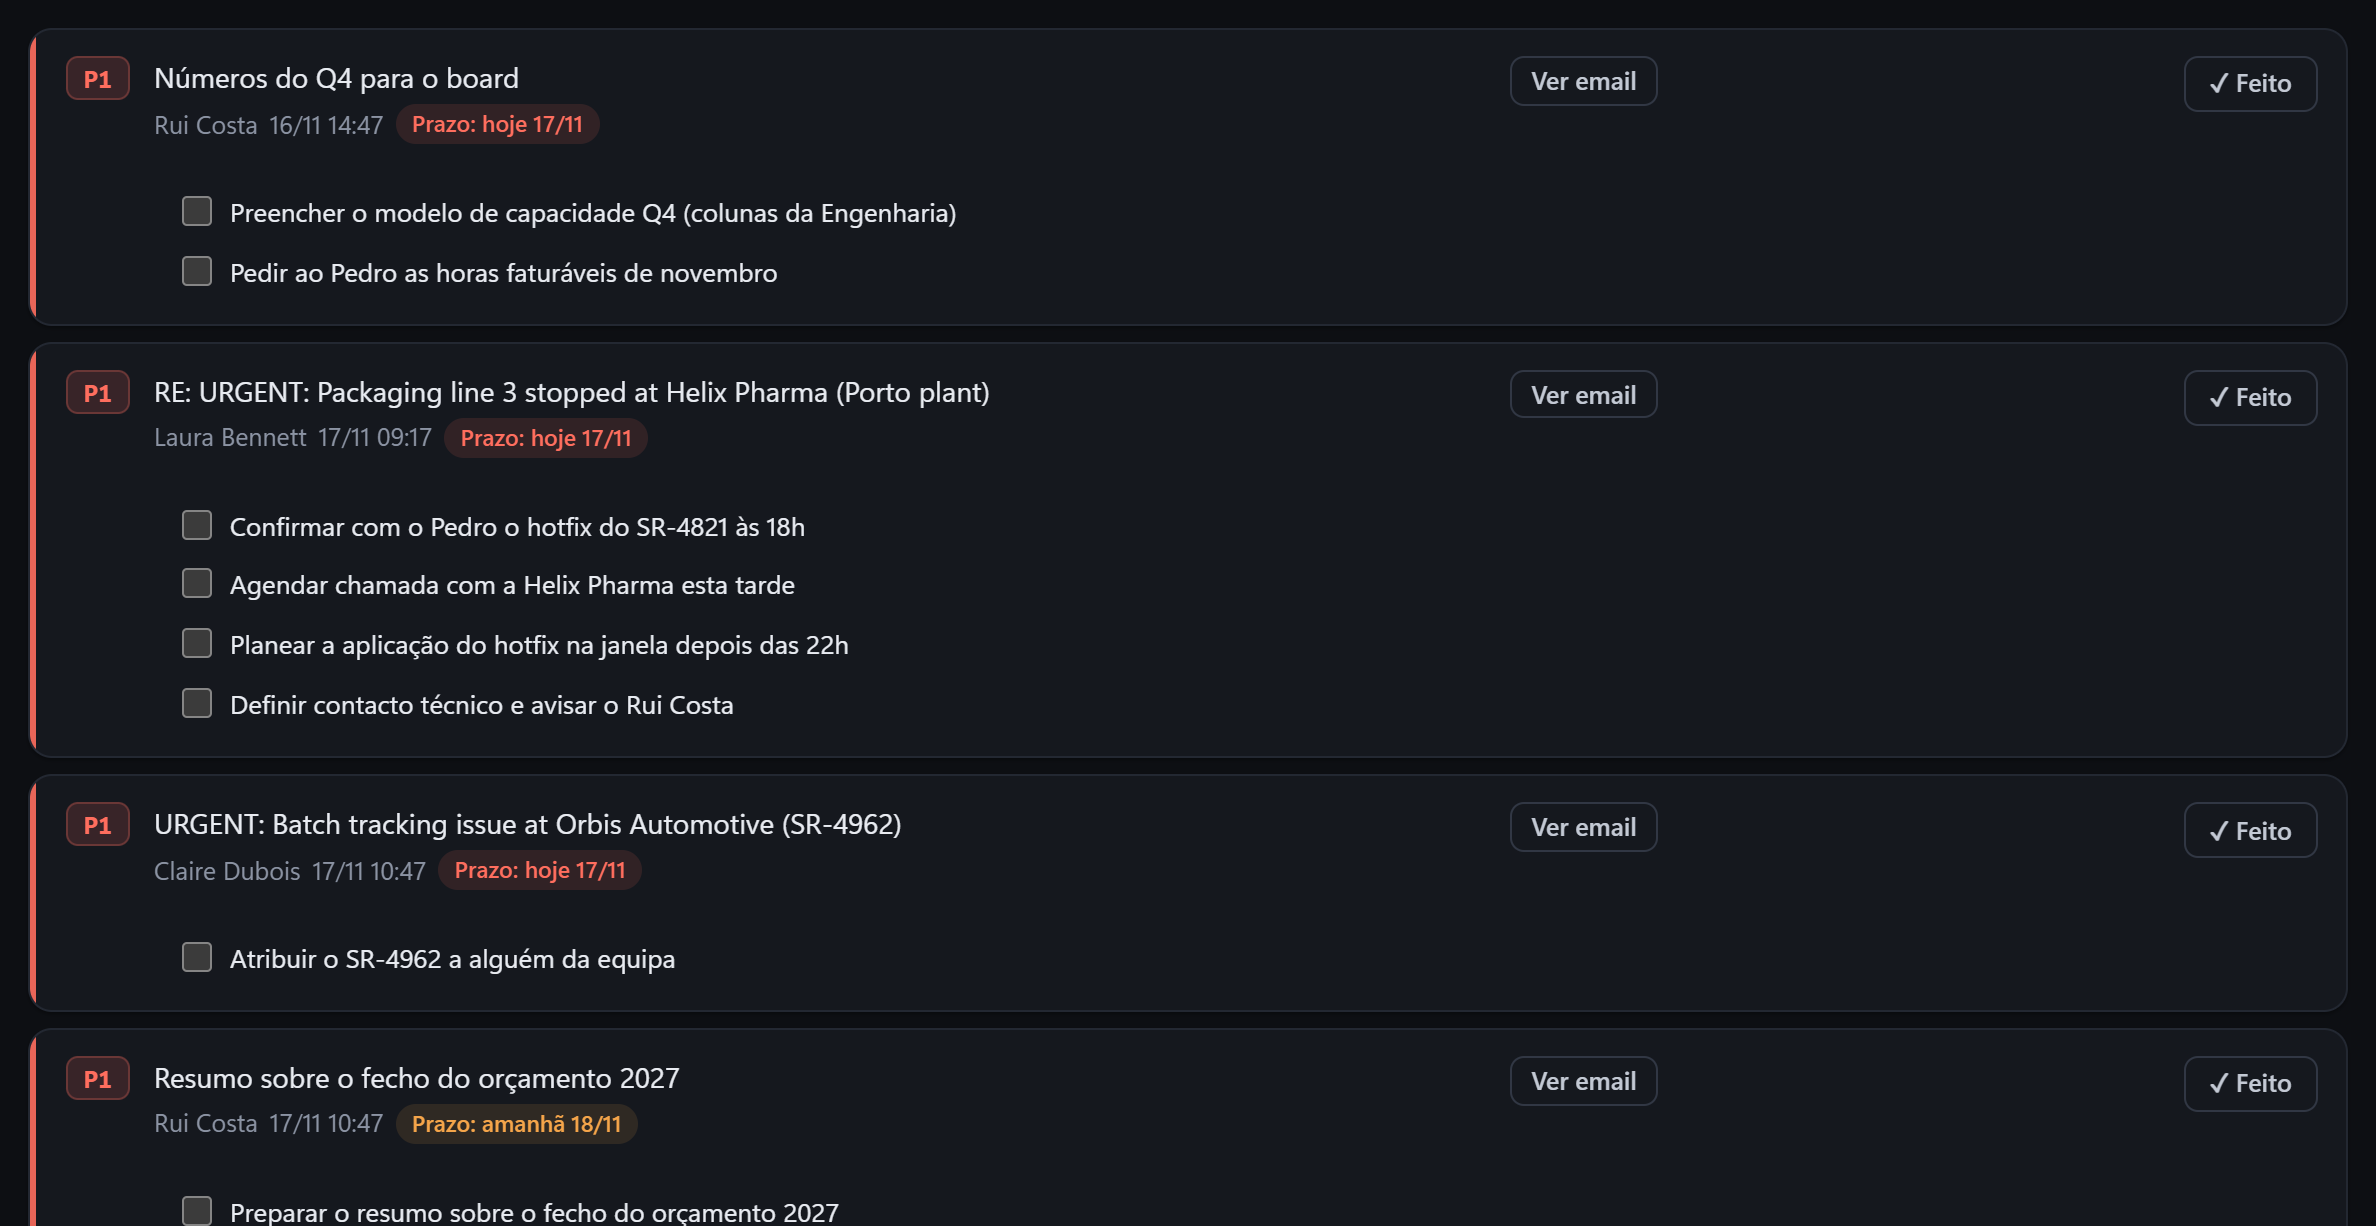 P1 Números do Q4 para o board Ver email ✓ Feito
Rui Costa 16/11 14:47 Prazo: hoje 17/11
Preencher o modelo de capacidade Q4 (colunas da Engenharia)
Pedir ao Pedro as horas faturáveis de novembro
P1 RE: URGENT: Packaging line 3 stopped at Helix Pharma (Porto plant) Ver email ✓ Feito
Laura Bennett 17/11 09:17 Prazo: hoje 17/11
Confirmar com o Pedro o hotfix do SR-4821 às 18h
Agendar chamada com a Helix Pharma esta tarde
Planear a aplicação do hotfix na janela depois das 22h
Definir contacto técnico e avisar o Rui Costa
P1 URGENT: Batch tracking issue at Orbis Automotive (SR-4962) Ver email ✓ Feito
Claire Dubois 17/11 10:47 Prazo: hoje 17/11
Atribuir o SR-4962 a alguém da equipa
P1 Resumo sobre o fecho do orçamento 2027 Ver email ✓ Feito
Rui Costa 17/11 10:47 Prazo: amanhã 18/11
Preparar o resumo sobre o fecho do orçamento 2027